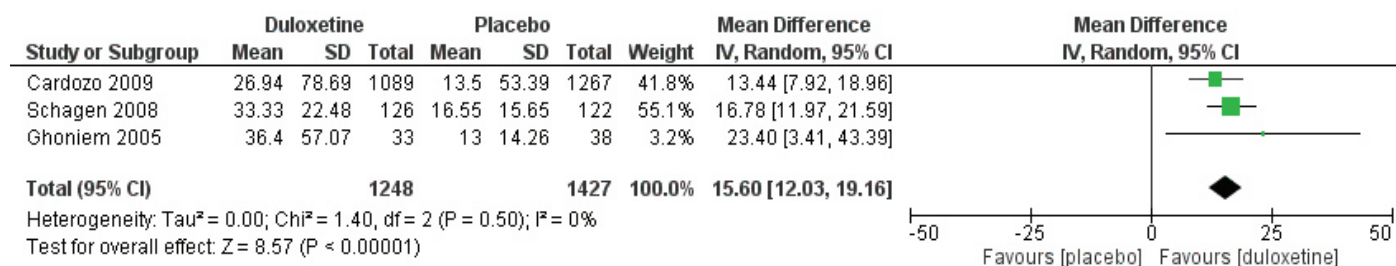 Duloxetine Placebo Mean Difference Mean Difference
Study or Subgroup Mean SD Total Mean SD Total Weight IV, Random, 95% CI IV, Random, 95% CI
Cardozo 2009 26.94 78.69 1089 13.5 53.39 1267 41.8% 13.44 [7.92, 18.96]
Schagen 2008 33.33 22.48 126 16.55 15.65 122 55.1% 16.78 [11.97, 21.59]
Ghoniem 2005 36.4 57.07 33 13 14.26 38 3.2% 23.40 [3.41, 43.39]
Total (95% CI) 1248 1427 100.0% 15.60 [12.03, 19.16]
Heterogeneity: Tau² = 0.00; Chi² = 1.40, df = 2 (P = 0.50); I² = 0%
Test for overall effect: Z = 8.57 (P < 0.00001)
-50 -25 0 25 50
Favours [placebo] Favours [duloxetine]